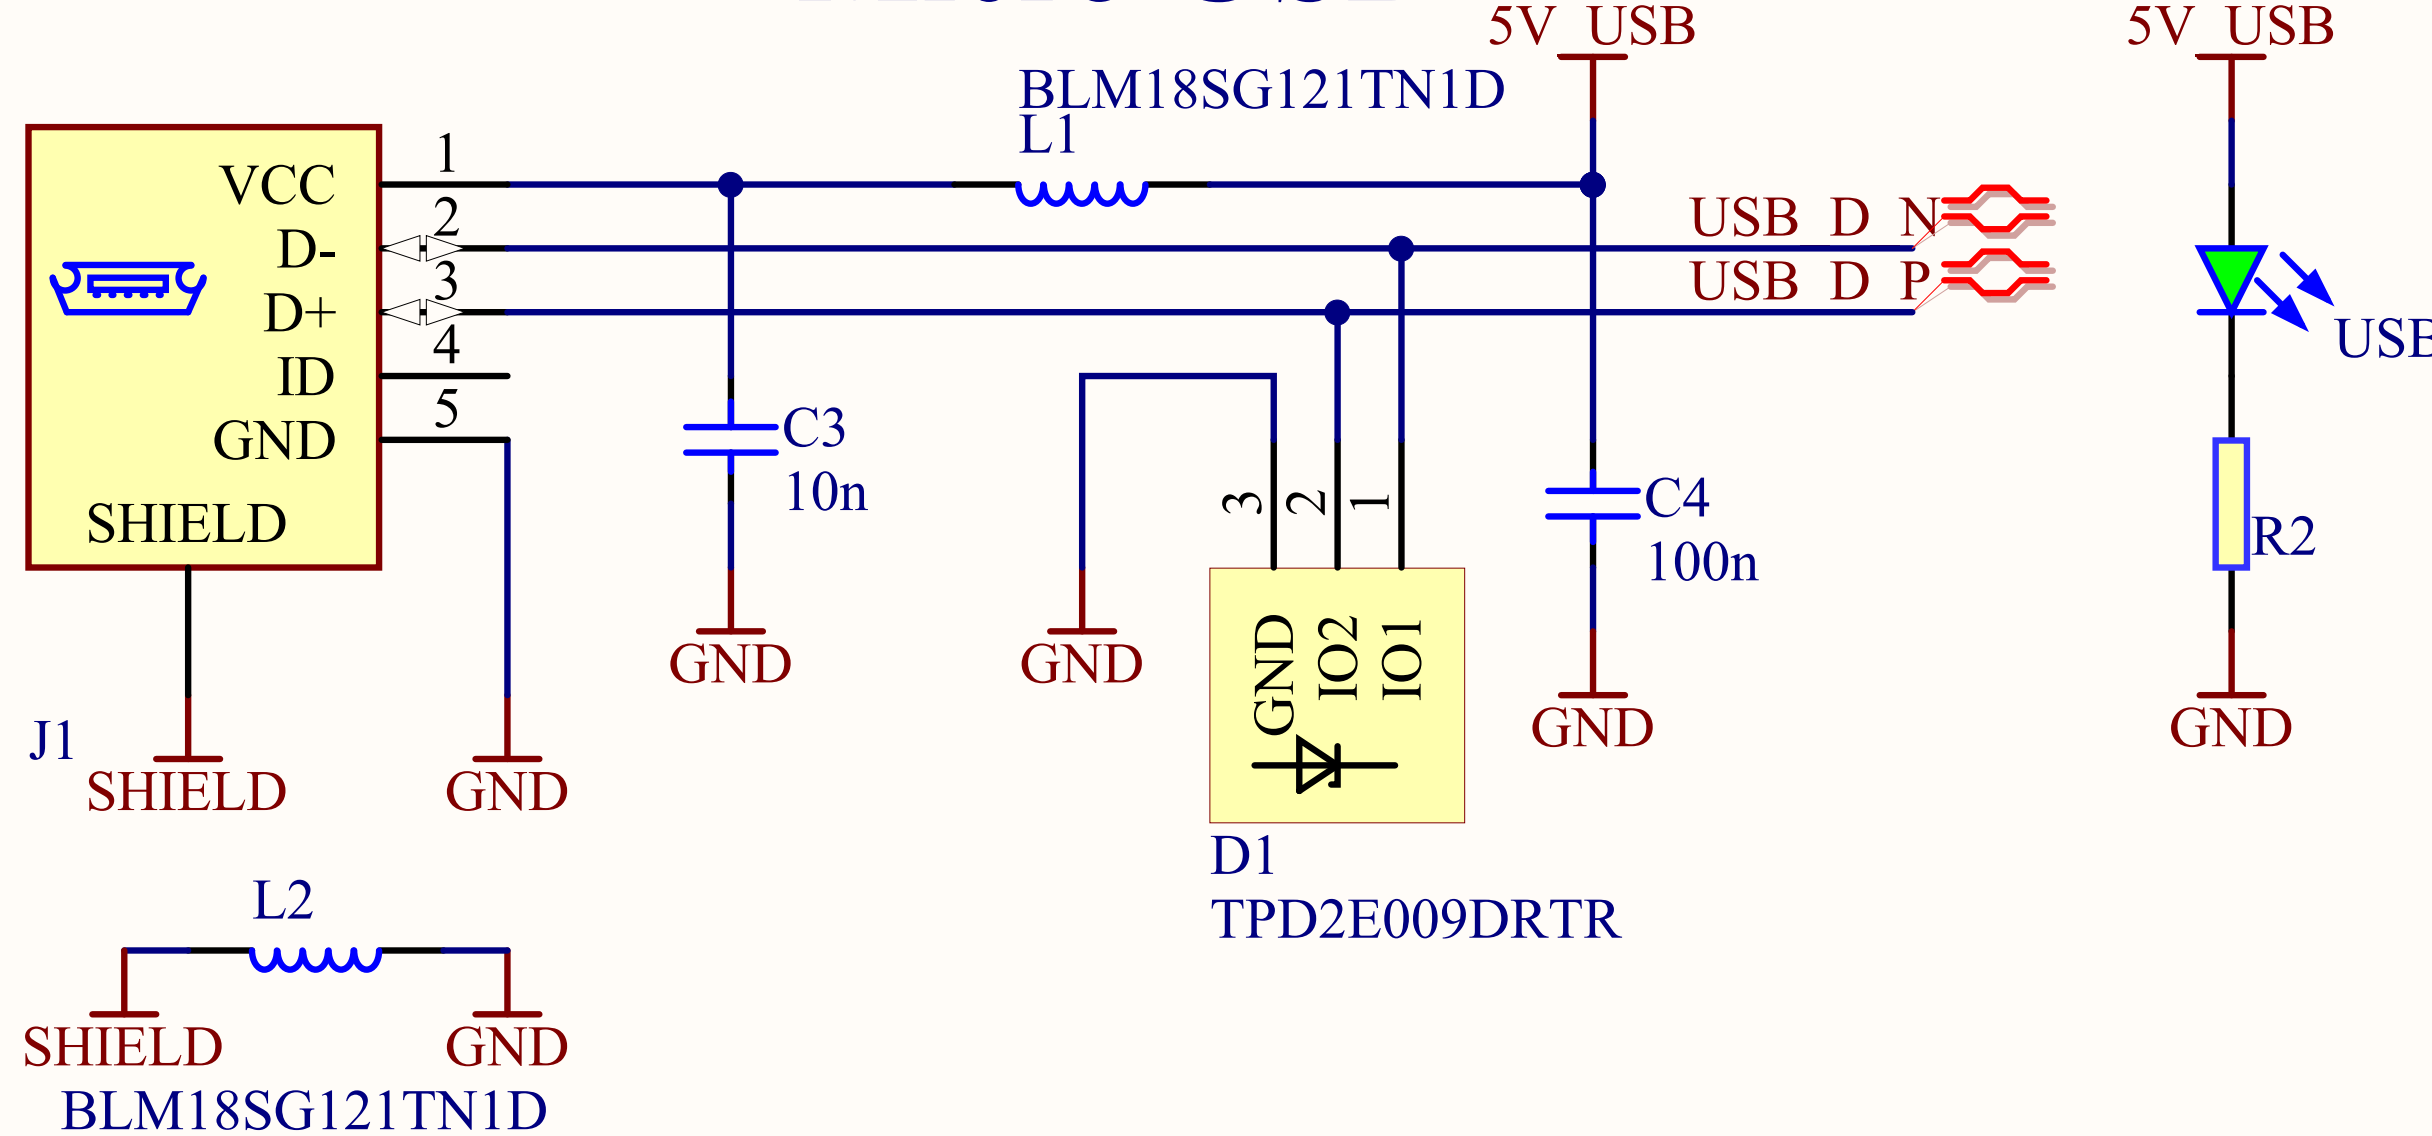 5V_USB
5V_USB
BLM18SG121TN1D
L1
VCC
1
D-
2
D+
3
ID
4
GND
5
SHIELD
USB_D_N
USB_D_P
USB
C3
10n
C4
100n
R2
3
2
1
GND
IO2
IO1
GND
GND
GND
GND
J1
SHIELD
GND
D1
TPD2E009DRTR
L2
SHIELD
GND
BLM18SG121TN1D